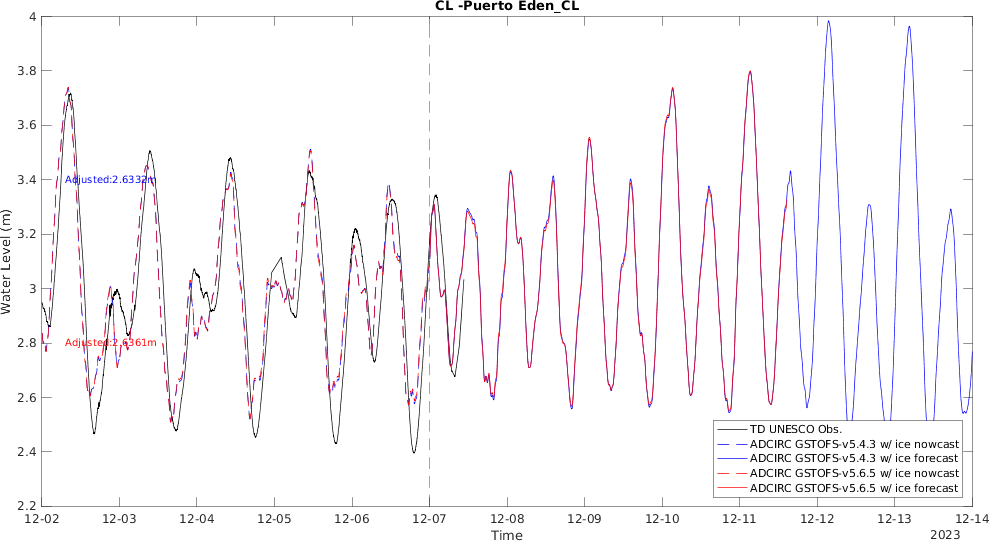 CL -Puerto Eden_CL
4
3.8
3.6
3.4
3.2
3
2.8
2.6
2.4
2.2
Water Level (m)
Adjusted:2.6332m
Adjusted:2.6361m
TD UNESCO Obs.
ADCIRC GSTOFS-v5.4.3 w/ ice nowcast
ADCIRC GSTOFS-v5.4.3 w/ ice forecast
ADCIRC GSTOFS-v5.6.5 w/ ice nowcast
ADCIRC GSTOFS-v5.6.5 w/ ice forecast
12-02 12-03 12-04 12-05 12-06 12-07 12-08 12-09 12-10 12-11 12-12 12-13 12-14
Time
2023